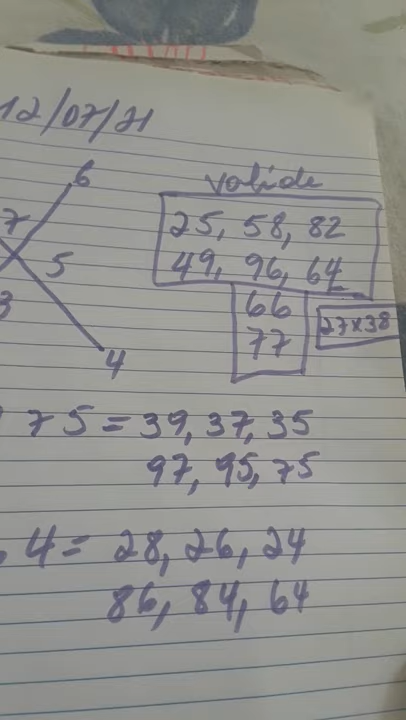 12/07/21
6
valide
7
25, 58, 82
5
49, 96, 64
3
66
27x38
77
4
75 = 39, 37, 35
97, 95, 75
, 4 = 28, 26, 24
86, 84, 64